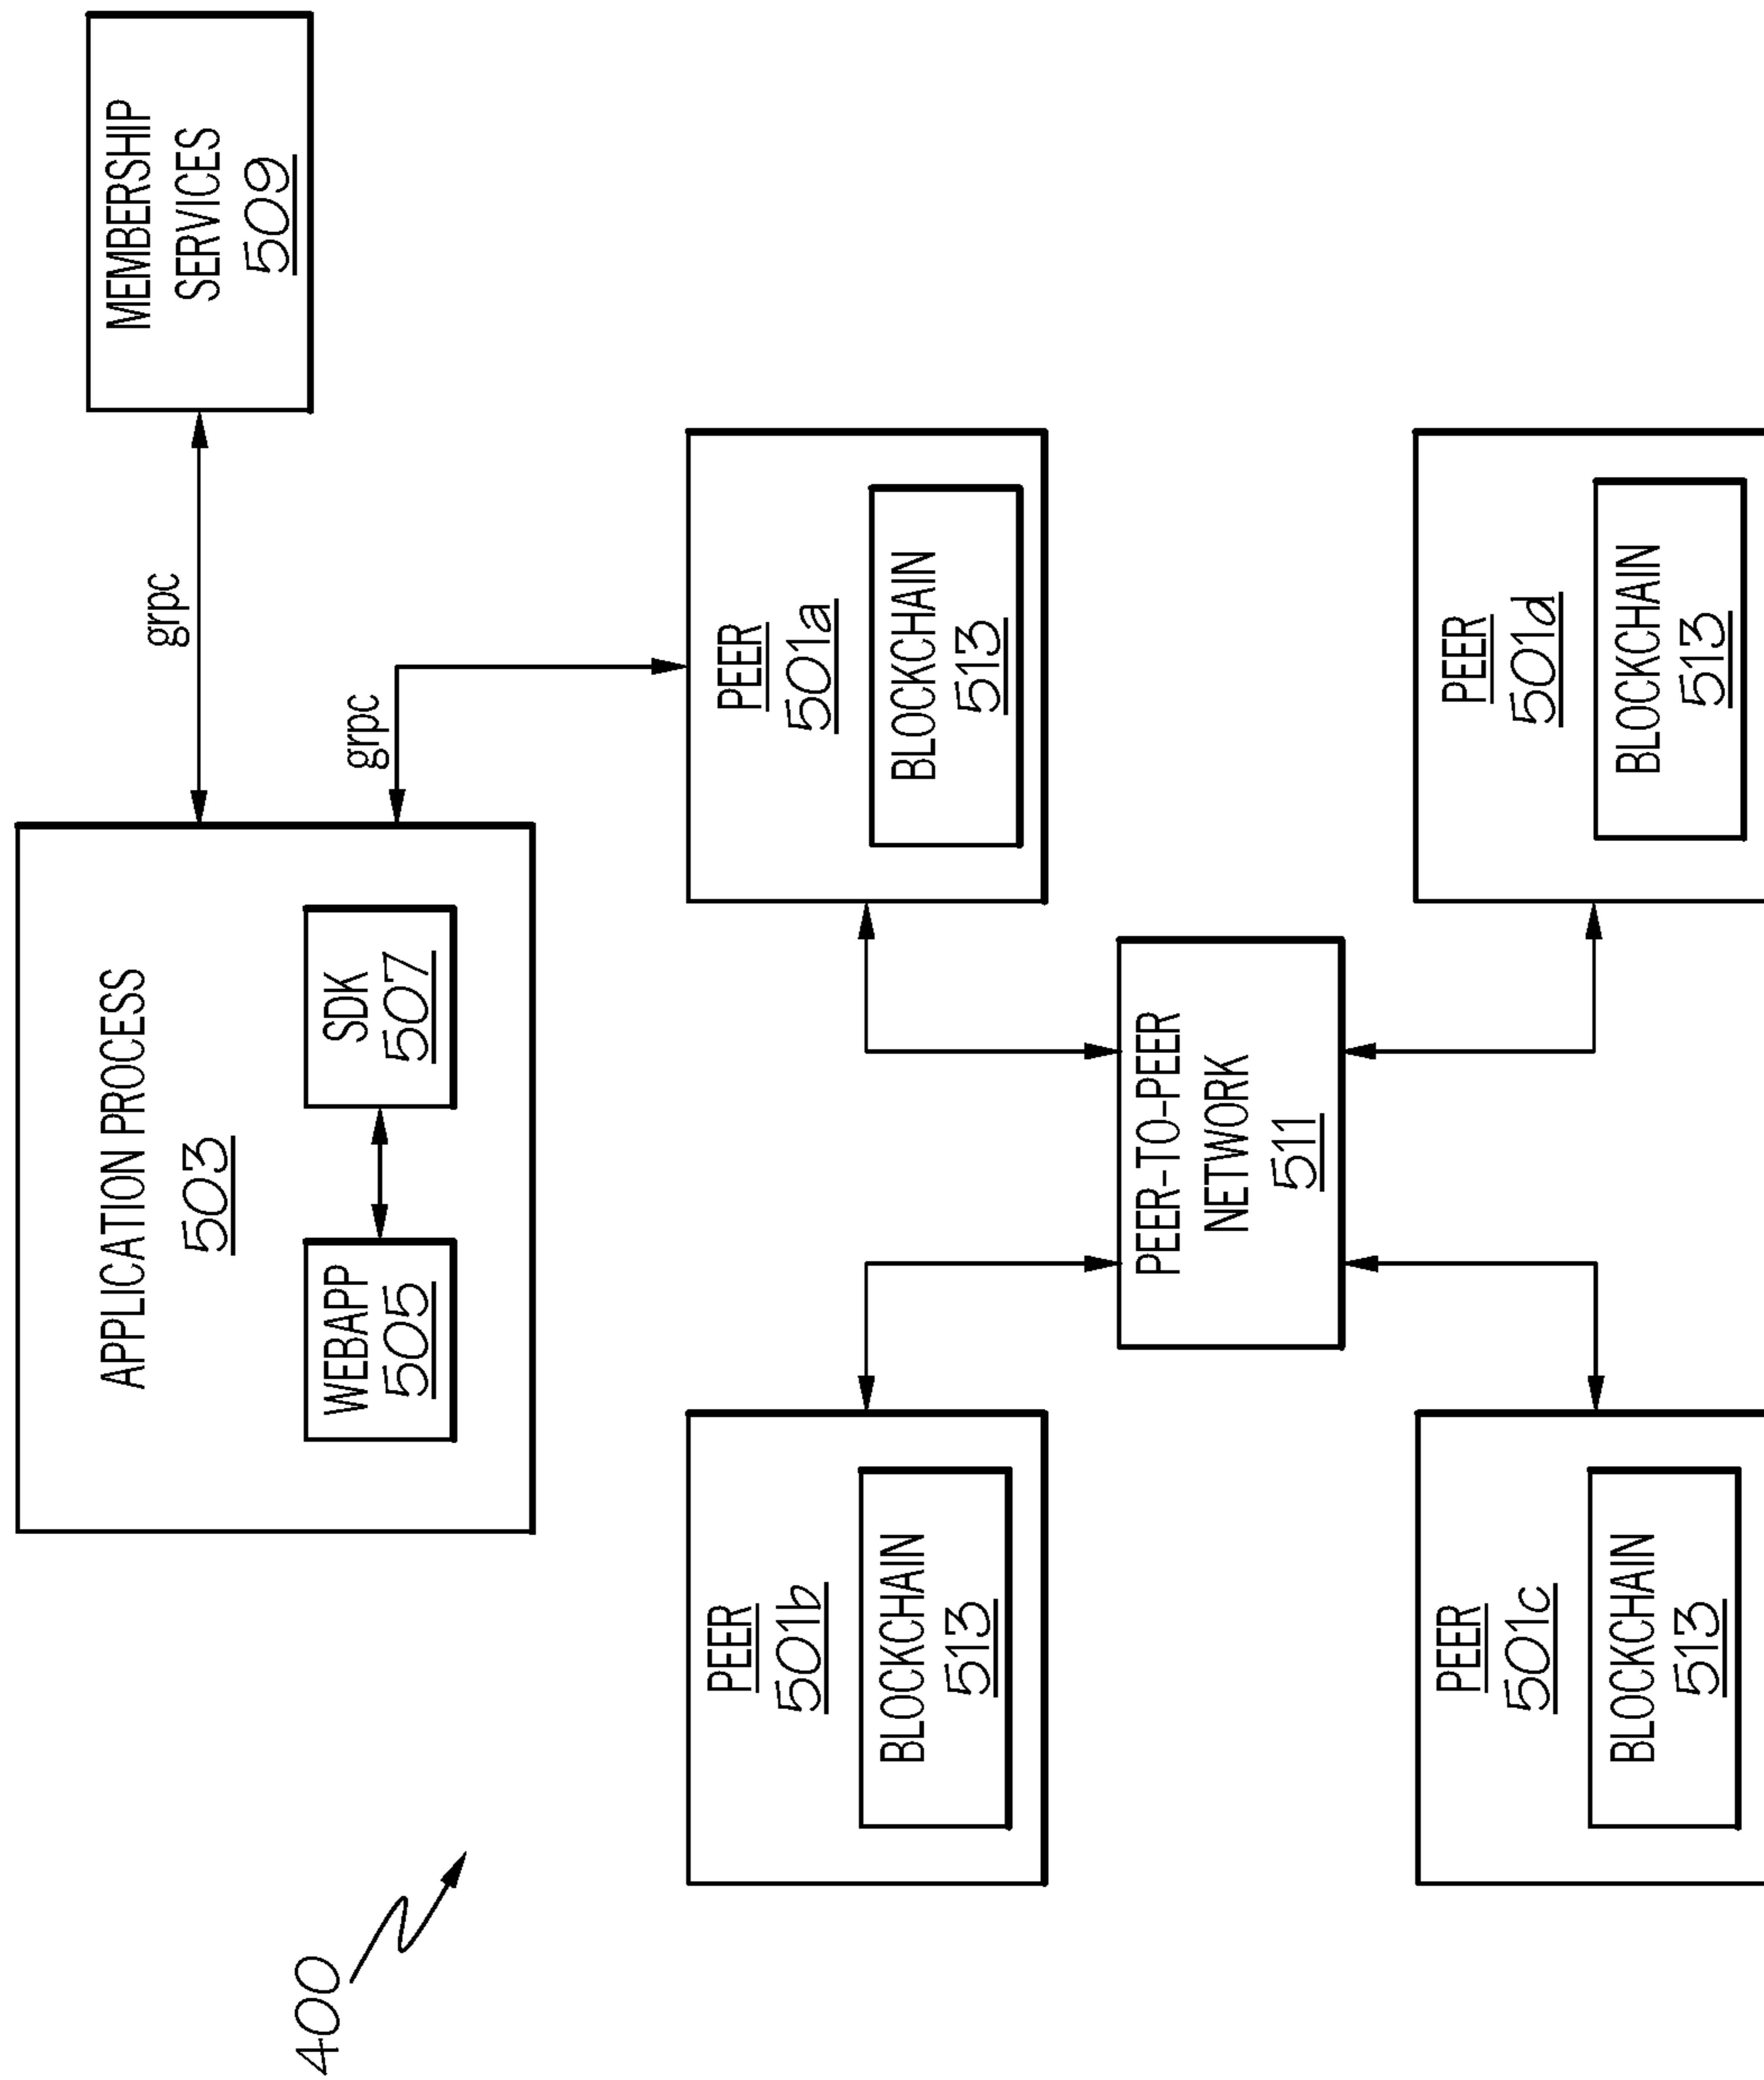 400
APPLICATION PROCESS
503
WEBAPP
505
SDK
507
grpc
MEMBERSHIP
SERVICES
509
grpc
PEER
501b
BLOCKCHAIN
513
PEER
501a
BLOCKCHAIN
513
PEER-TO-PEER
NETWORK
511
PEER
501c
BLOCKCHAIN
513
PEER
501d
BLOCKCHAIN
513